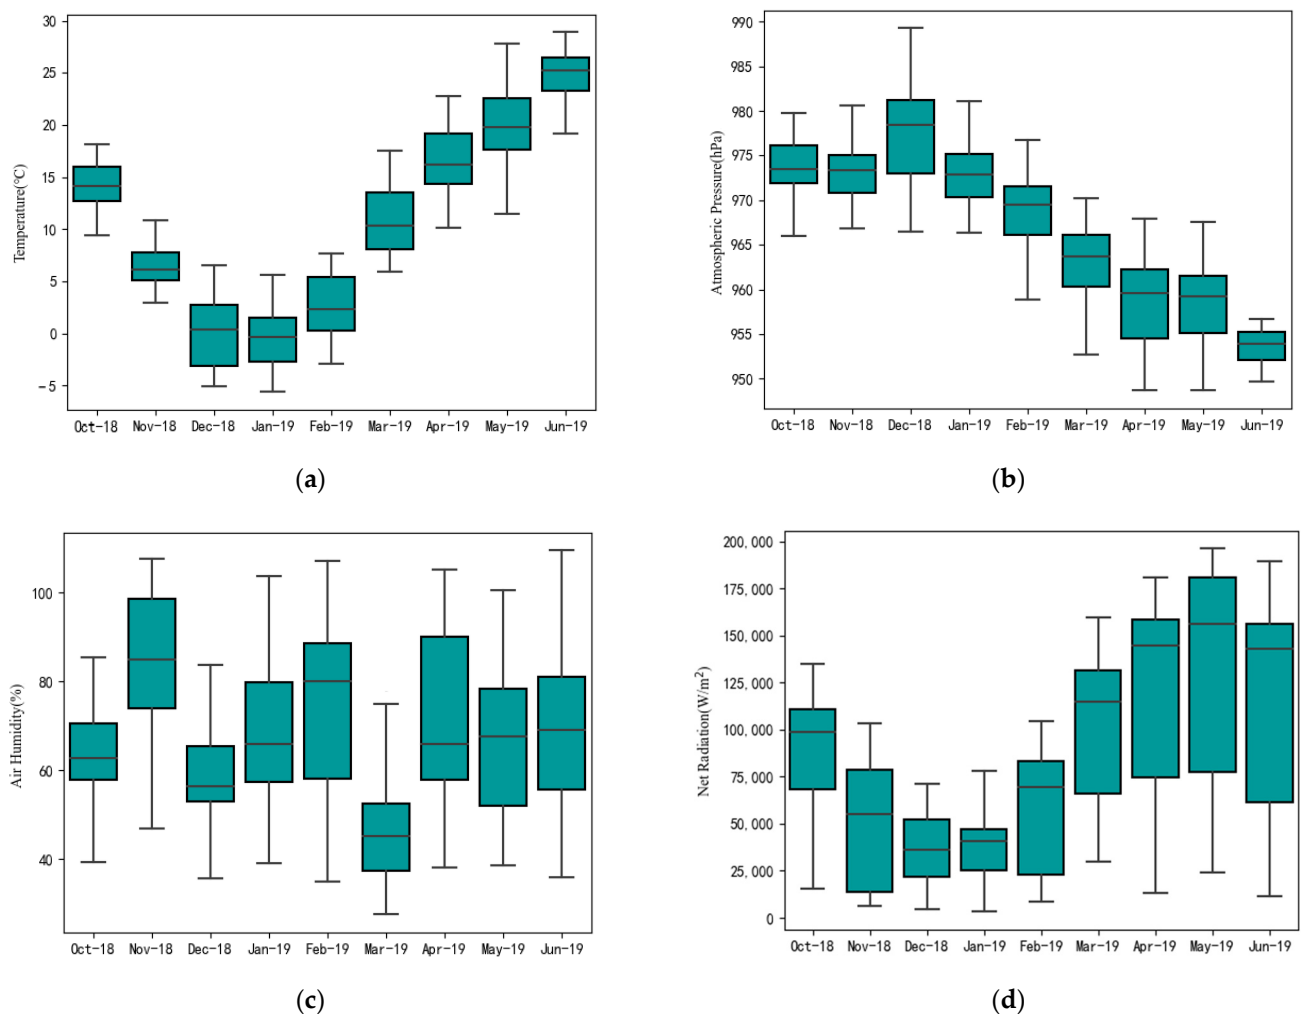 30
25
20
15
10
5
0
−5
Temperature(℃)
Oct-18 Nov-18 Dec-18 Jan-19 Feb-19 Mar-19 Apr-19 May-19 Jun-19
(a)
990
985
980
975
970
965
960
955
950
Atmospheric Pressure(hPa)
Oct-18 Nov-18 Dec-18 Jan-19 Feb-19 Mar-19 Apr-19 May-19 Jun-19
(b)
100
80
60
40
Air Humidity(%)
Oct-18 Nov-18 Dec-18 Jan-19 Feb-19 Mar-19 Apr-19 May-19 Jun-19
(c)
200,000
175,000
150,000
125,000
100,000
75,000
50,000
25,000
0
Net Radiation(W/m²)
Oct-18 Nov-18 Dec-18 Jan-19 Feb-19 Mar-19 Apr-19 May-19 Jun-19
(d)